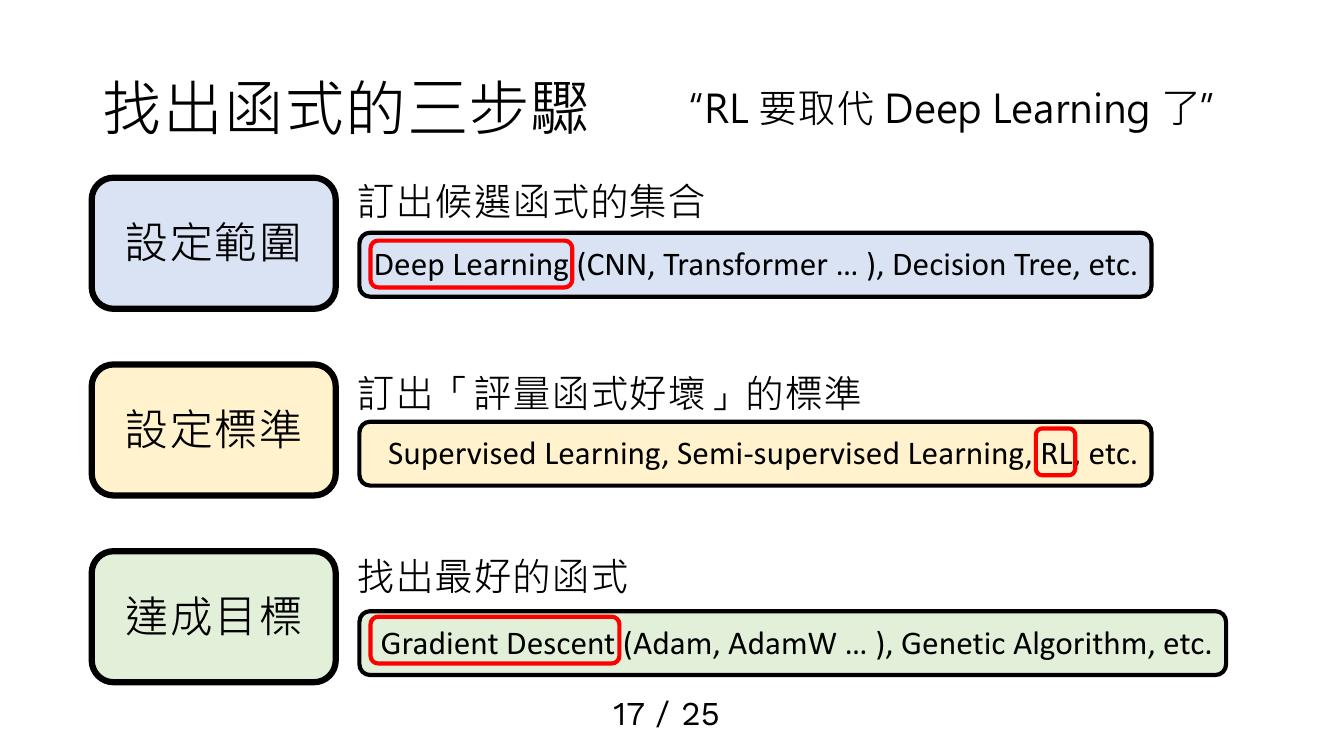 找出函式的三步驟
“RL 要取代 Deep Learning 了”
設定範圍
訂出候選函式的集合
Deep Learning (CNN, Transformer … ), Decision Tree, etc.
設定標準
訂出「評量函式好壞」的標準
Supervised Learning, Semi-supervised Learning, RL, etc.
達成目標
找出最好的函式
Gradient Descent (Adam, AdamW … ), Genetic Algorithm, etc.
17 / 25